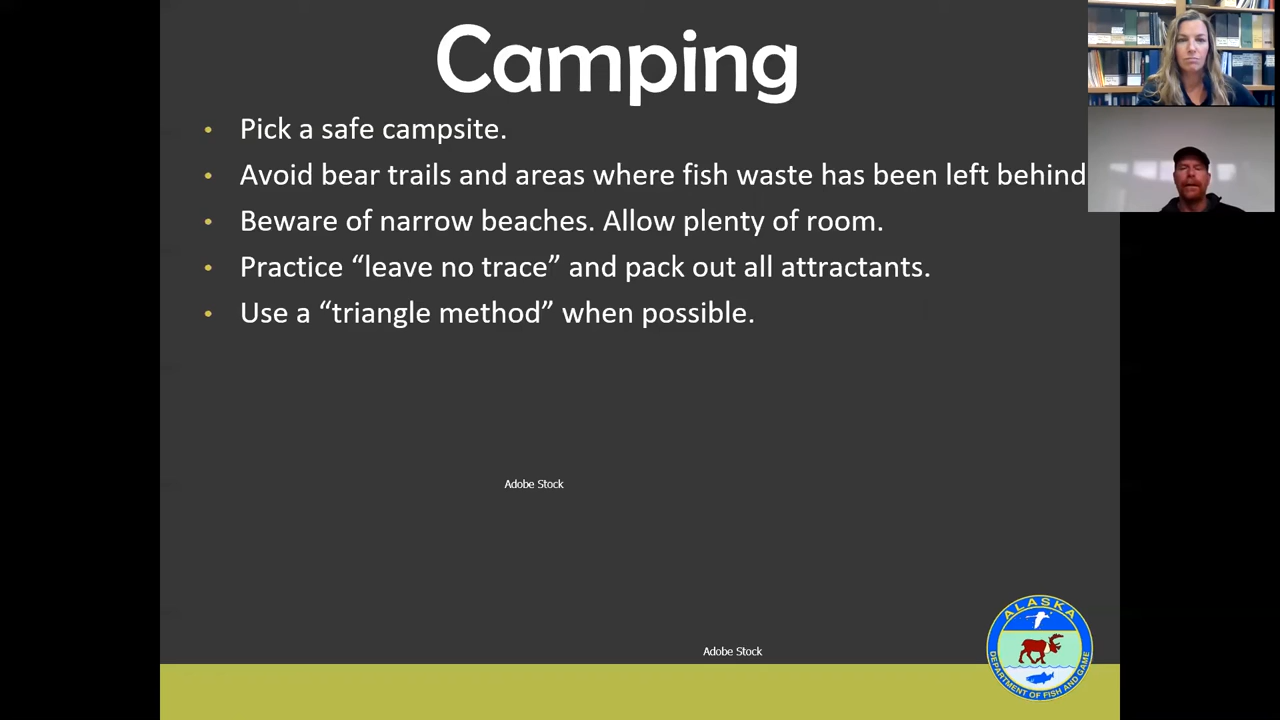 Camping
• Pick a safe campsite.
• Avoid bear trails and areas where fish waste has been left behind
• Beware of narrow beaches. Allow plenty of room.
• Practice “leave no trace” and pack out all attractants.
• Use a “triangle method” when possible.
Adobe Stock
Adobe Stock
ALASKA
DEPARTMENT OF FISH AND GAME